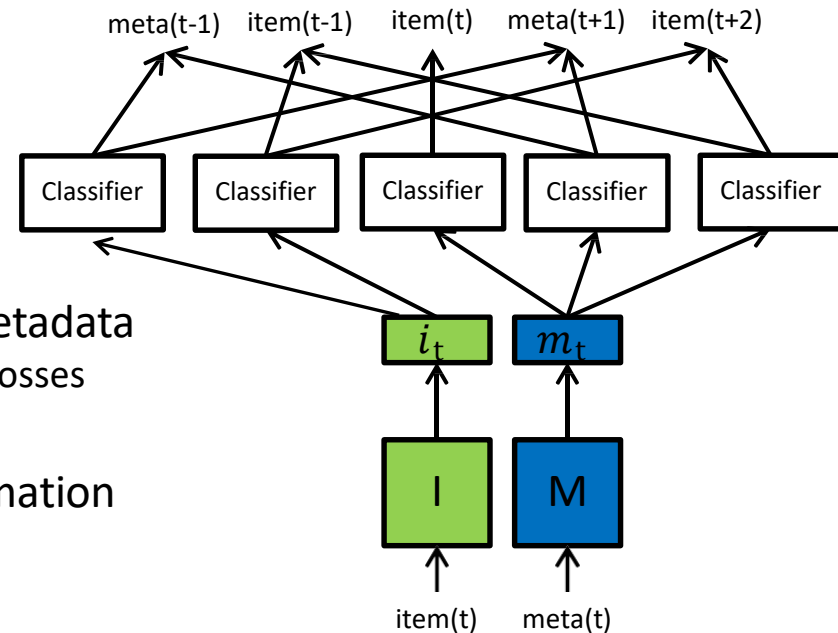 meta(t-1) item(t-1) item(t) meta(t+1) item(t+2)
Classifier Classifier Classifier Classifier Classifier
etadata
i_t m_t
osses
I M
mation
item(t) meta(t)